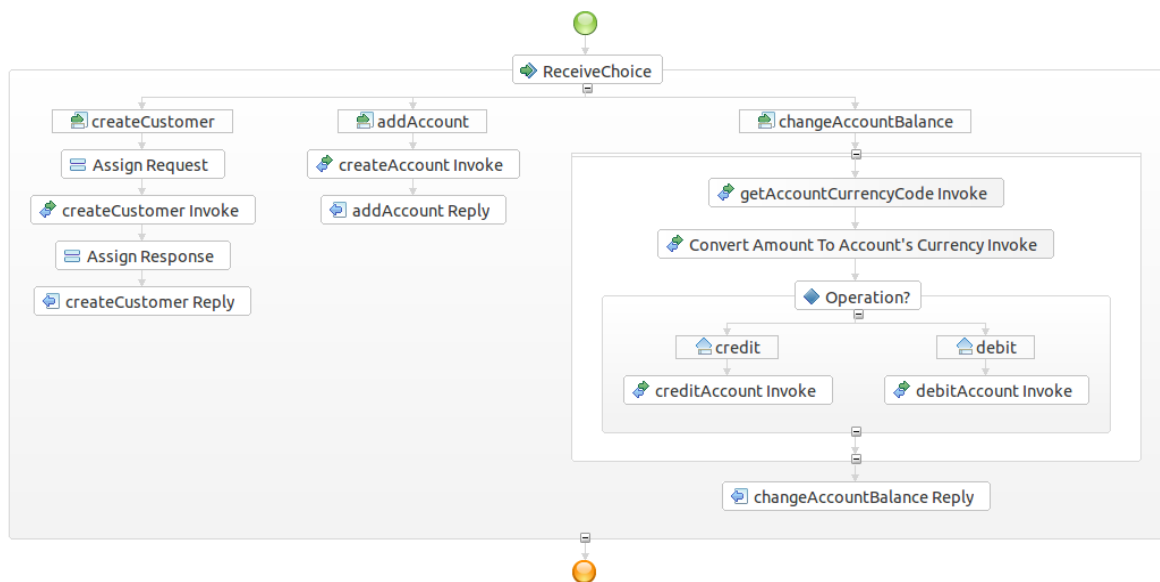 ReceiveChoice
createCustomer
addAccount
changeAccountBalance
Assign Request
createAccount Invoke
getAccountCurrencyCode Invoke
createCustomer Invoke
addAccount Reply
Convert Amount To Account's Currency Invoke
Assign Response
createCustomer Reply
Operation?
credit
debit
creditAccount Invoke
debitAccount Invoke
changeAccountBalance Reply